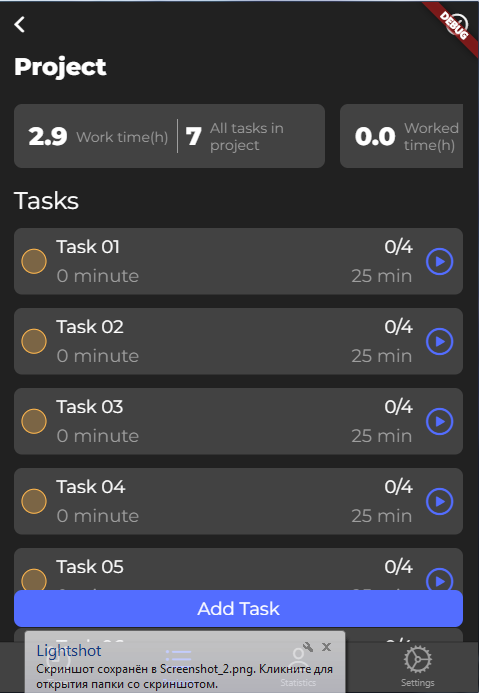 DEBUG
Project
2.9 Work time(h) 7 All tasks in project
0.0 Worked time(h)
Tasks
Task 01 0/4
0 minute 25 min
Task 02 0/4
0 minute 25 min
Task 03 0/4
0 minute 25 min
Task 04 0/4
0 minute 25 min
Task 05 0/4
Add Task
Lightshot
Скриншот сохранён в Screenshot_2.png. Кликните для
открытия папки со скриншотом.
Statistics
Settings